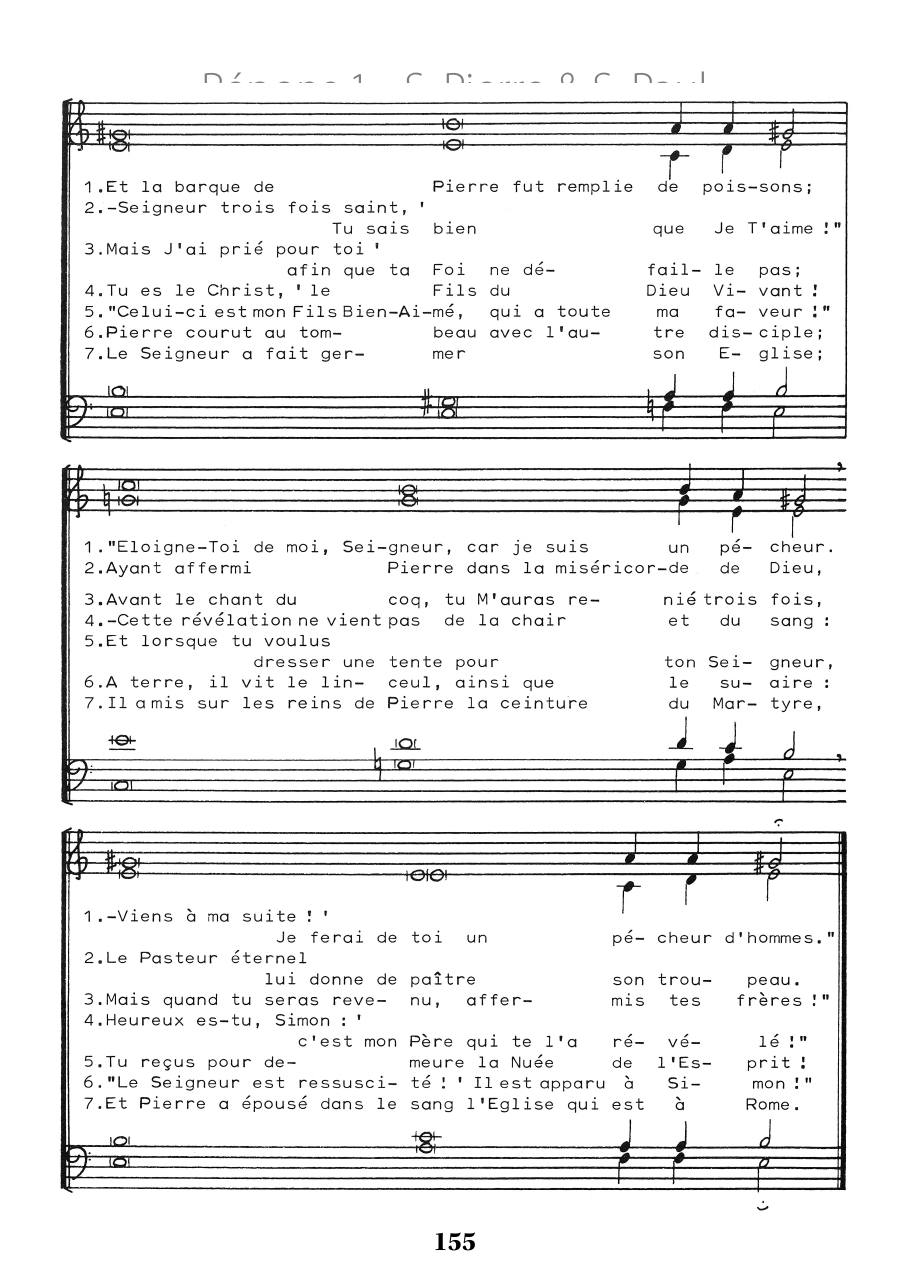 1.Et la barque de Pierre fut remplie de pois-sons;
2.-Seigneur trois fois saint, '
Tu sais bien que Je T'aime !"
3.Mais J'ai prié pour toi '
afin que ta Foi ne dé- fail- le pas;
4.Tu es le Christ, ' le Fils du Dieu Vi- vant !
5."Celui-ci est mon Fils Bien-Ai-mé, qui a toute ma fa- veur !"
6.Pierre courut au tom- beau avec l'au- tre dis- ciple;
7.Le Seigneur a fait ger- mer son E- glise;
1."Eloigne-Toi de moi, Sei-gneur, car je suis un pé- cheur.
2.Ayant affermi Pierre dans la miséricor-de de Dieu,
3.Avant le chant du coq, tu M'auras re- nié trois fois,
4.-Cette révélation ne vient pas de la chair et du sang :
5.Et lorsque tu voulus
dresser une tente pour ton Sei- gneur,
6.A terre, il vit le lin- ceul, ainsi que le su- aire :
7.Il a mis sur les reins de Pierre la ceinture du Mar- tyre,
1.-Viens à ma suite ! '
Je ferai de toi un pé- cheur d'hommes."
2.Le Pasteur éternel
lui donne de paître son trou- peau.
3.Mais quand tu seras reve- nu, affer- mis tes frères !"
4.Heureux es-tu, Simon : '
c'est mon Père qui te l'a ré- vé- lé !"
5.Tu reçus pour de- meure la Nuée de l'Es- prit !
6."Le Seigneur est ressusci- té ! ' Il est apparu à Si- mon !"
7.Et Pierre a épousé dans le sang l'Eglise qui est à Rome.
155